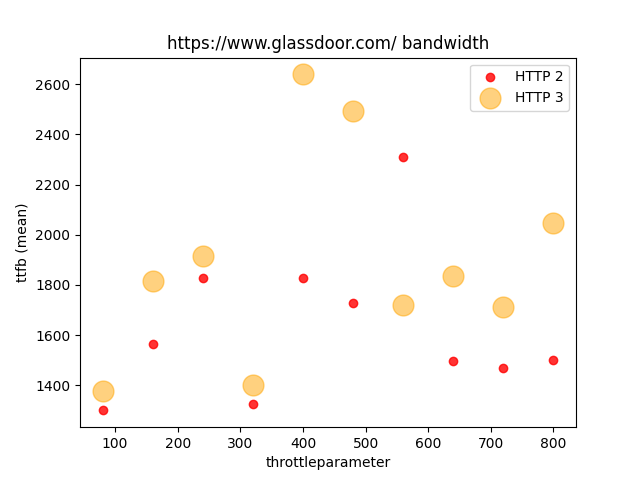 https://www.glassdoor.com/ bandwidth
HTTP 2
HTTP 3
2600
2400
2200
2000
1800
1600
1400
ttfb (mean)
100 200 300 400 500 600 700 800
throttleparameter